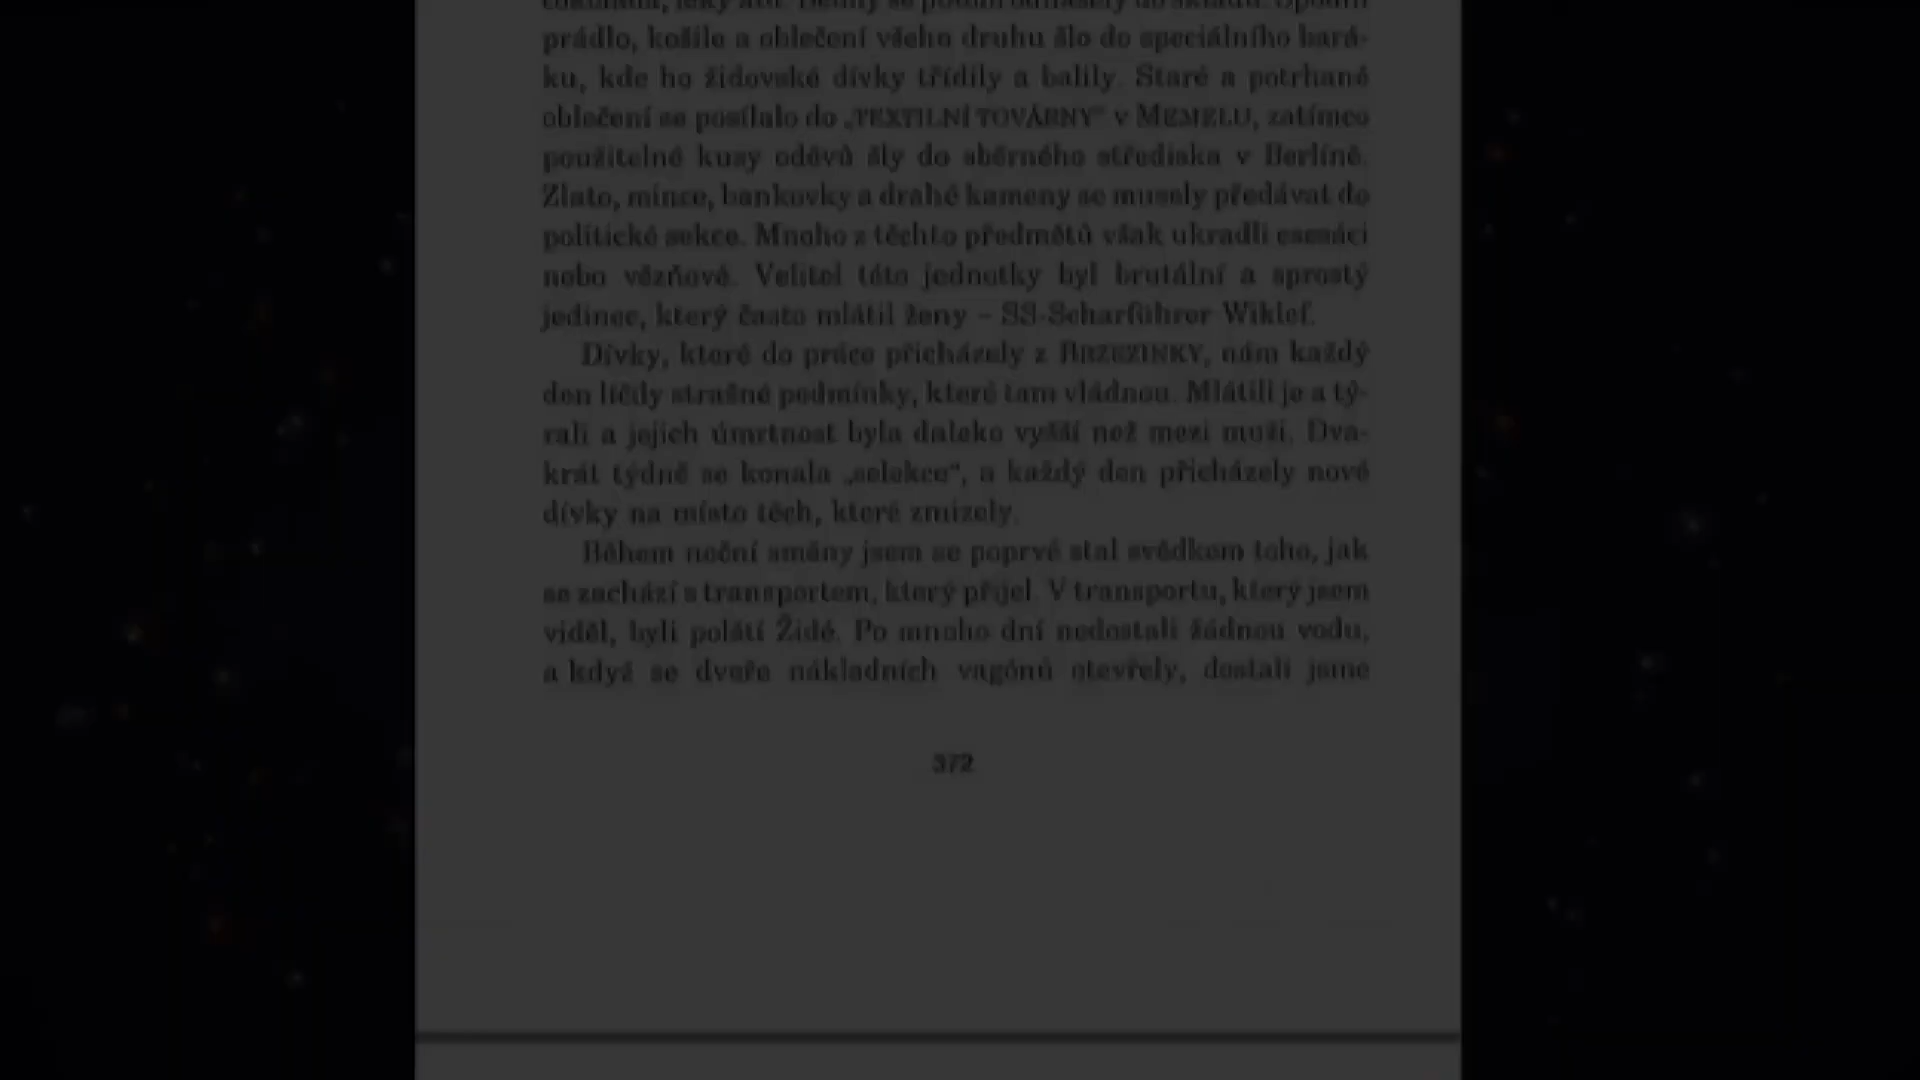 prádlo, košile a oblečení všeho druhu šlo do speciálního bará-
ku, kde ho židovské dívky třídily a balily. Staré a potrhané
oblečení se posílalo do „TEXTILNÍ TOVÁRNY“ v MEMELU, zatímco
použitelné kusy oděvů šly do sběrného střediska v Berlíně.
Zlato, mince, bankovky a drahé kameny se musely předávat do
politické sekce. Mnoho z těchto předmětů však ukradli esesáci
nebo vězňové. Velitel této jednotky byl brutální a sprostý
jedinec, který často mlátil ženy – SS-Scharführer Wiklef.
Dívky, které do práce přicházely z BRZEZINKY, nám každý
den líčily strašné podmínky, které tam vládnou. Mlátili je a tý-
rali a jejich úmrtnost byla daleko vyšší než mezi muži. Dva-
krát týdně se konala „selekce“, a každý den přicházely nové
dívky na místo těch, které zmizely.
Během noční směny jsem se poprvé stal svědkem toho, jak
se zachází s transportem, který přijel. V transportu, který jsem
viděl, byli polští Židé. Po mnoho dní nedostali žádnou vodu,
a když se dveře nákladních vagónů otevřely, dostali jsme
372